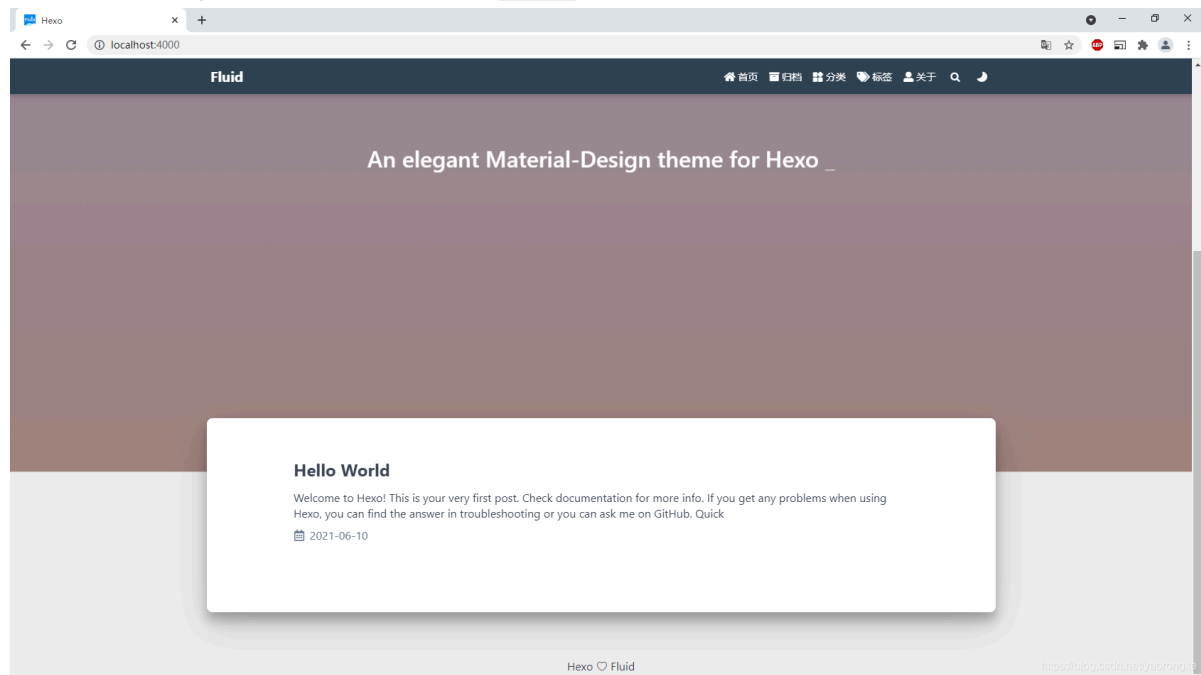 Hexo
localhost:4000
Fluid
首页 归档 分类 标签 关于
An elegant Material-Design theme for Hexo _
Hello World
Welcome to Hexo! This is your very first post. Check documentation for more info. If you get any problems when using
Hexo, you can find the answer in troubleshooting or you can ask me on GitHub. Quick
2021-06-10
Hexo ♡ Fluid